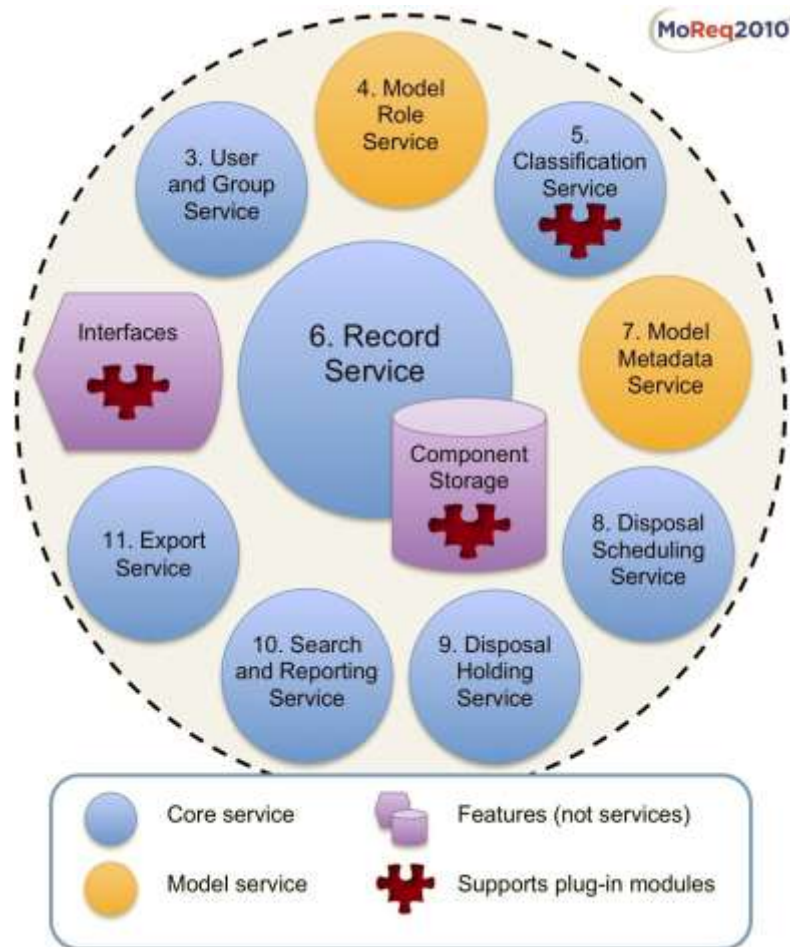 MoReq2010
4. Model
Role
Service
5.
Classification
Service
3. User
and Group
Service
Interfaces
6. Record
Service
7. Model
Metadata
Service
Component
Storage
8. Disposal
Scheduling
Service
11. Export
Service
10. Search
and Reporting
Service
9. Disposal
Holding
Service
Core service
Features (not services)
Model service
Supports plug-in modules